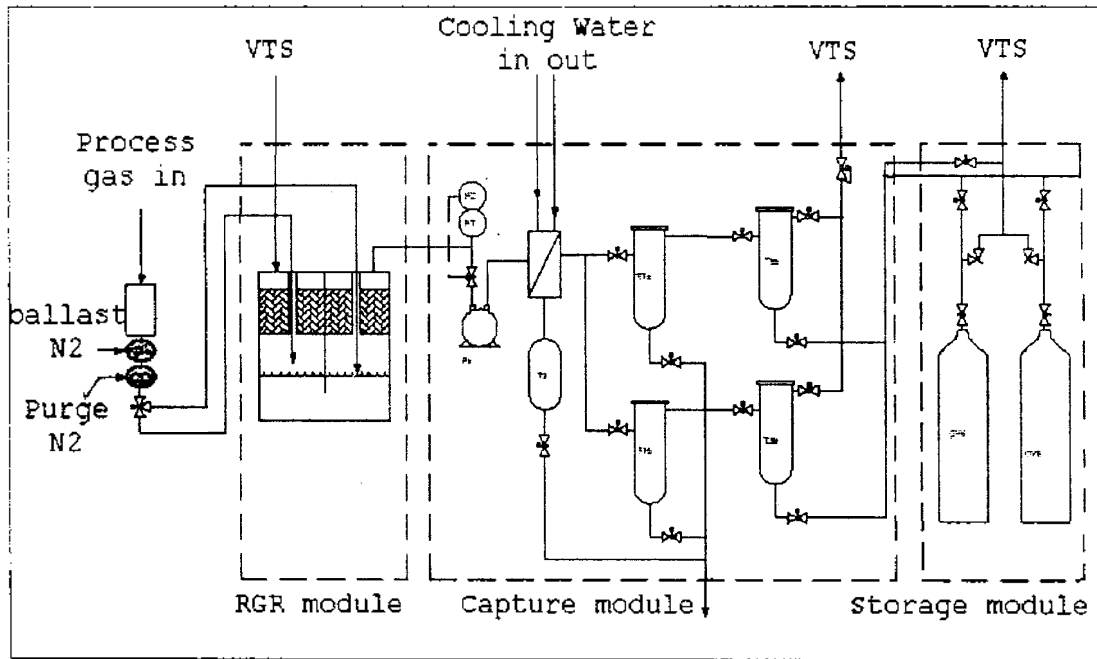 Cooling Water
in out
VTS
VTS
VTS
Process
gas in
ballast
N2
Purge
N2
RGR module
Capture module
Storage module